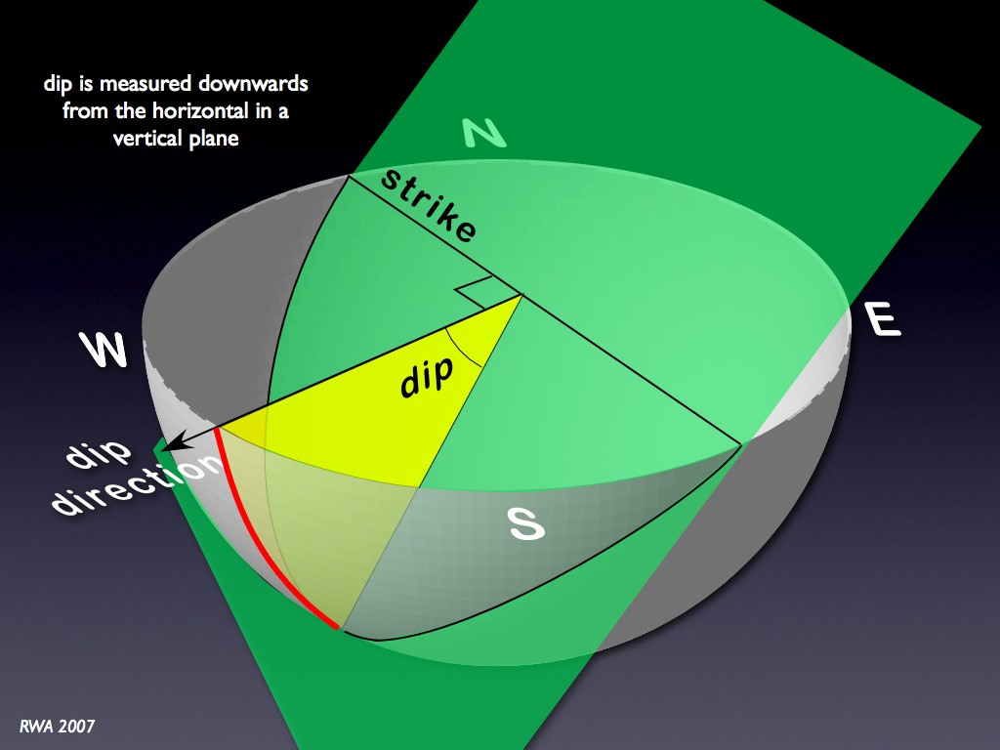 dip is measured downwards
from the horizontal in a
vertical plane
N
strike
E
W
dip
dip
direction
S
RWA 2007